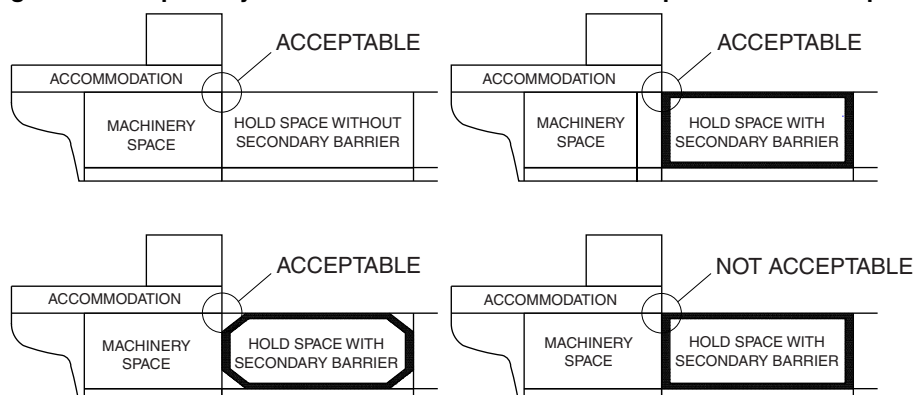 ACCEPTABLE
ACCOMMODATION
MACHINERY
SPACE
HOLD SPACE WITHOUT
SECONDARY BARRIER
ACCEPTABLE
ACCOMMODATION
MACHINERY
SPACE
HOLD SPACE WITH
SECONDARY BARRIER
ACCEPTABLE
ACCOMMODATION
MACHINERY
SPACE
HOLD SPACE WITH
SECONDARY BARRIER
NOT ACCEPTABLE
ACCOMMODATION
MACHINERY
SPACE
HOLD SPACE WITH
SECONDARY BARRIER